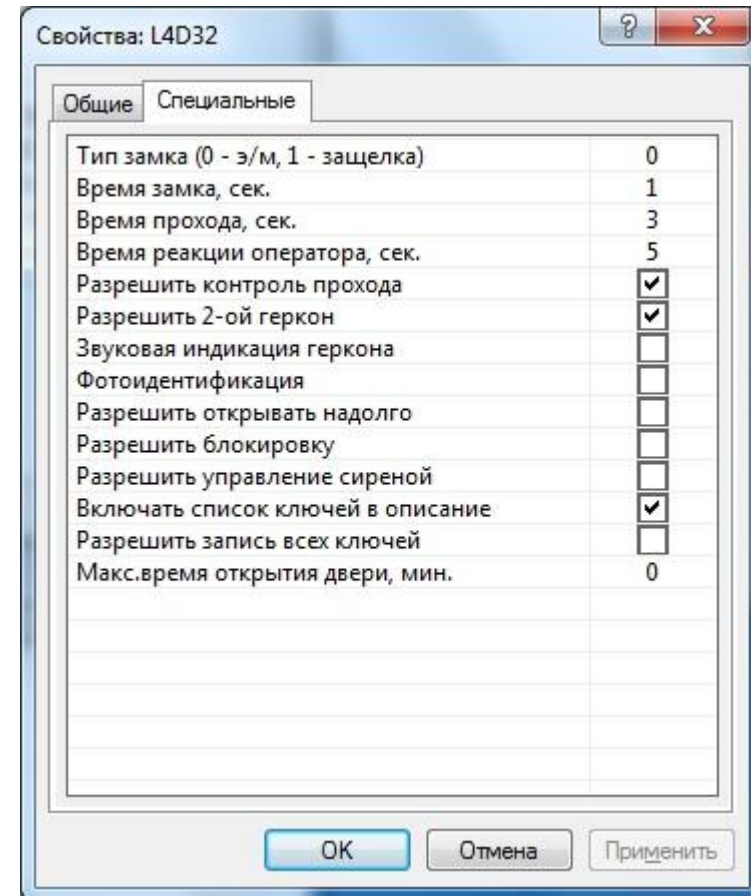 Свойства: L4D32
Общие Специальные
Тип замка (0 - э/м, 1 - защелка) 0
Время замка, сек. 1
Время прохода, сек. 3
Время реакции оператора, сек. 5
Разрешить контроль прохода
Разрешить 2-ой геркон
Звуковая индикация геркона
Фотоидентификация
Разрешить открывать надолго
Разрешить блокировку
Разрешить управление сиреной
Включать список ключей в описание
Разрешить запись всех ключей
Макс.время открытия двери, мин. 0
OK Отмена Применить